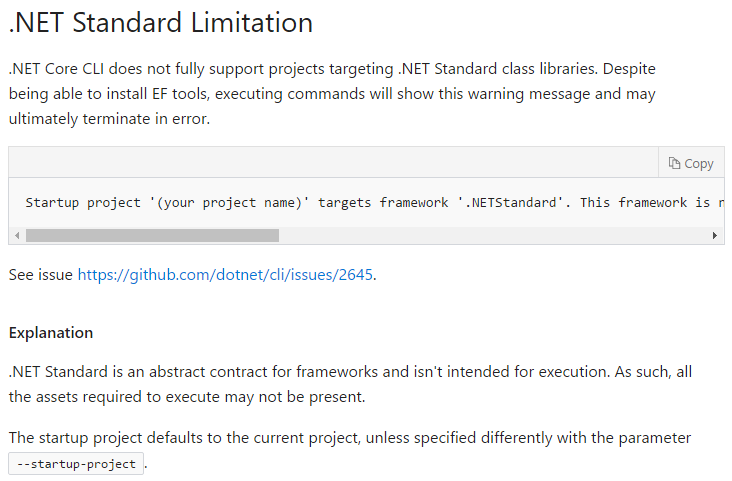 .NET Standard Limitation
.NET Core CLI does not fully support projects targeting .NET Standard class libraries. Despite
being able to install EF tools, executing commands will show this warning message and may
ultimately terminate in error.
Copy
Startup project '(your project name)' targets framework '.NETStandard'. This framework is
See issue https://github.com/dotnet/cli/issues/2645.
Explanation
.NET Standard is an abstract contract for frameworks and isn't intended for execution. As such, all
the assets required to execute may not be present.
The startup project defaults to the current project, unless specified differently with the parameter
--startup-project.